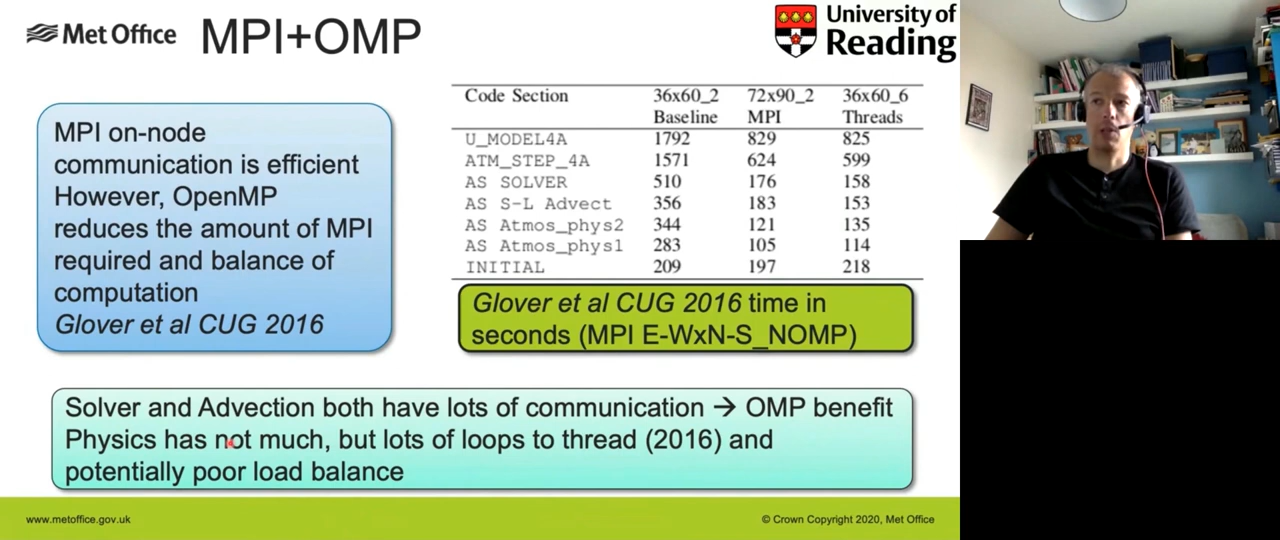 Met Office
MPI+OMP
University of
Reading
MPI on-node
communication is efficient
However, OpenMP
reduces the amount of MPI
required and balance of
computation
Glover et al CUG 2016
Code Section 36x60_2 72x90_2 36x60_6
Baseline MPI Threads
U_MODEL4A 1792 829 825
ATM_STEP_4A 1571 624 599
AS SOLVER 510 176 158
AS S-L Advect 356 183 153
AS Atmos_phys2 344 121 135
AS Atmos_phys1 283 105 114
INITIAL 209 197 218
Glover et al CUG 2016 time in
seconds (MPI E-WxN-S_NOMP)
Solver and Advection both have lots of communication → OMP benefit
Physics has not much, but lots of loops to thread (2016) and
potentially poor load balance
www.metoffice.gov.uk
© Crown Copyright 2020, Met Office